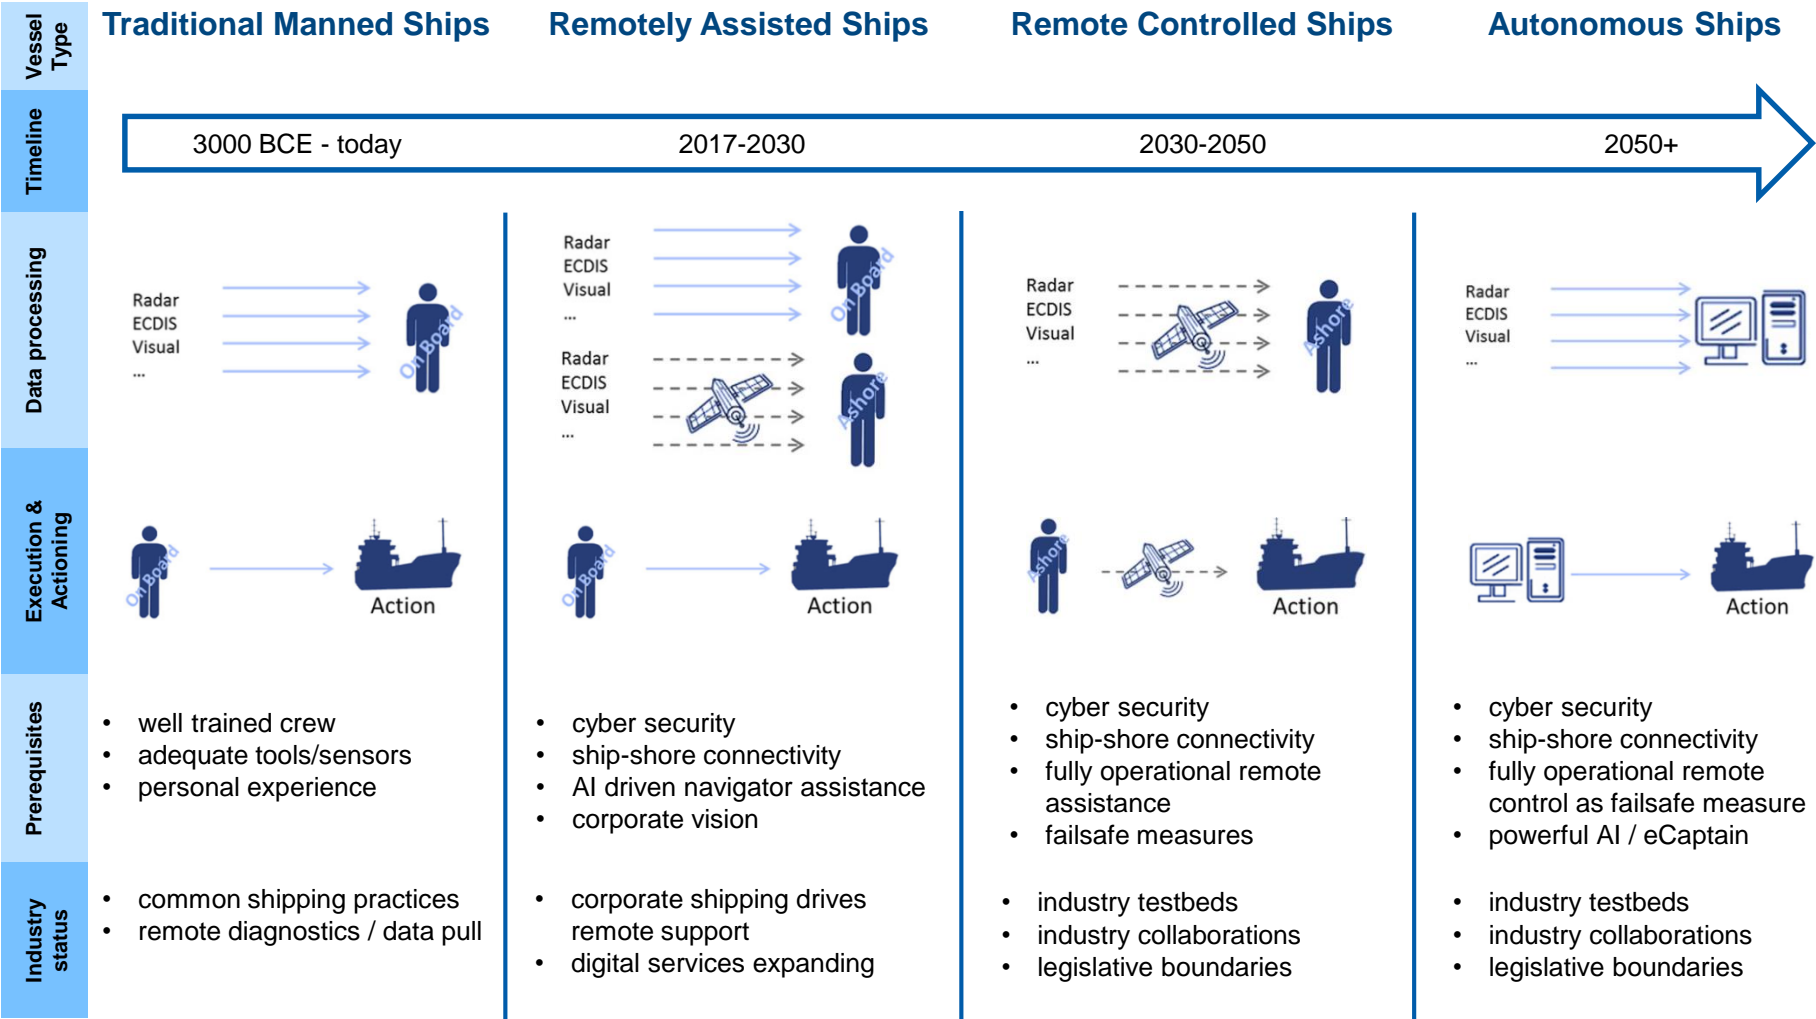 Vessel
Type
Traditional Manned Ships
Remotely Assisted Ships
Remote Controlled Ships
Autonomous Ships
Timeline
3000 BCE - today
2017-2030
2030-2050
2050+
Data processing
Radar
ECDIS
Visual
...
On Board
Radar
ECDIS
Visual
...
On Board
Radar
ECDIS
Visual
...
Ashore
Radar
ECDIS
Visual
...
Ashore
Radar
ECDIS
Visual
...
Execution &
Actioning
On Board
Action
On Board
Action
Ashore
Action
Action
Prerequisites
• well trained crew
• adequate tools/sensors
• personal experience
• cyber security
• ship-shore connectivity
• AI driven navigator assistance
• corporate vision
• cyber security
• ship-shore connectivity
• fully operational remote
assistance
• failsafe measures
• cyber security
• ship-shore connectivity
• fully operational remote
control as failsafe measure
• powerful AI / eCaptain
Industry
status
• common shipping practices
• remote diagnostics / data pull
• corporate shipping drives
remote support
• digital services expanding
• industry testbeds
• industry collaborations
• legislative boundaries
• industry testbeds
• industry collaborations
• legislative boundaries